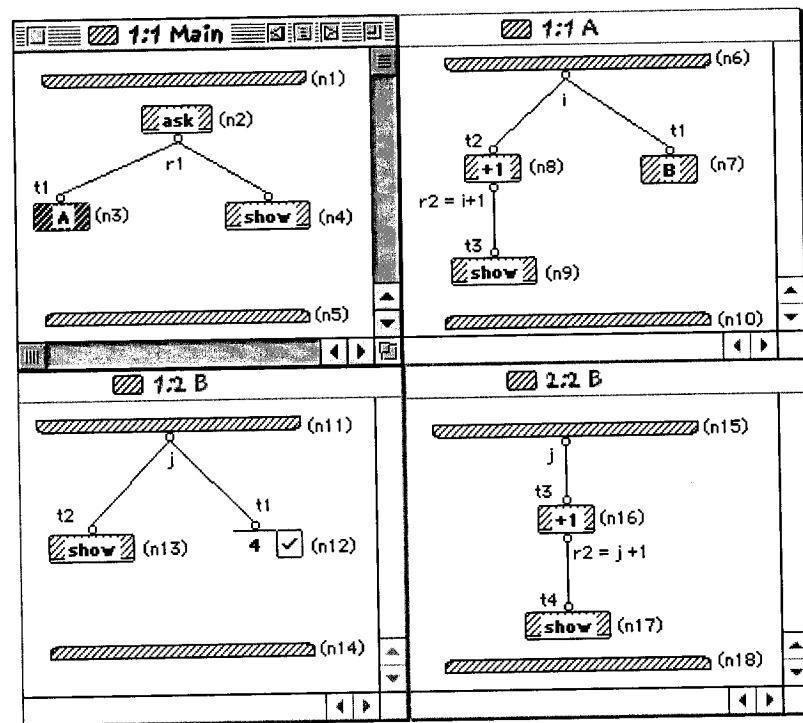 1:1 Main
(n1)
ask (n2)
r1
t1
A (n3)
show (n4)
(n5)
1:1 A
(n6)
i
t2
t1
+1 (n8)
B (n7)
r2 = i+1
t3
show (n9)
(n10)
1:2 B
(n11)
j
t2
t1
show (n13)
4 (n12)
(n14)
2:2 B
(n15)
j
t3
+1 (n16)
r2 = j+1
t4
show (n17)
(n18)